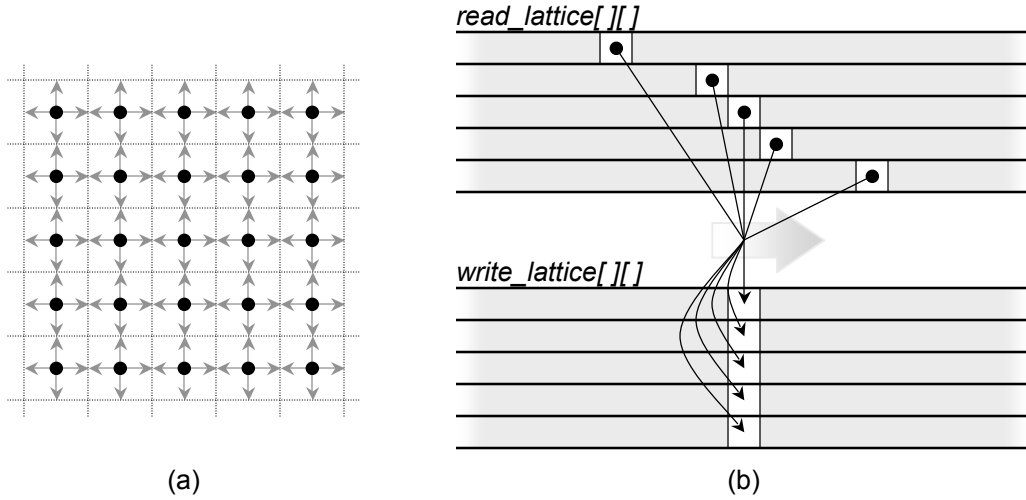 read_lattice[ ][ ]
write_lattice[ ][ ]
(a)
(b)